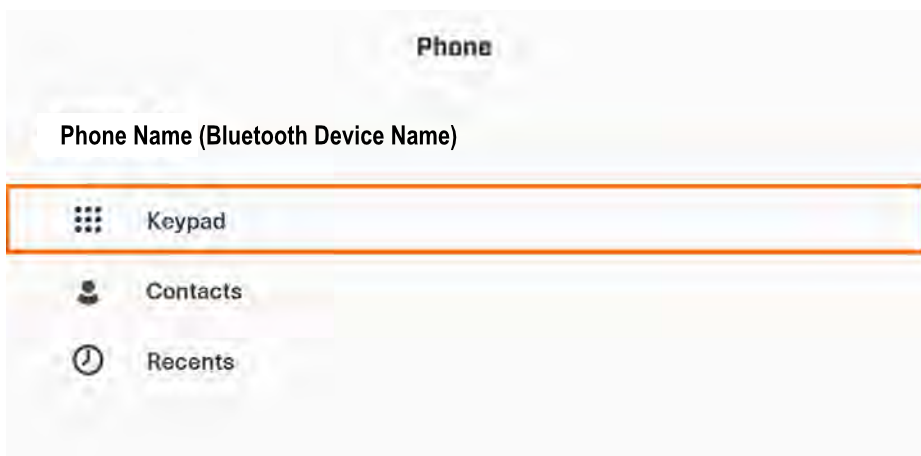 Phone
Phone Name (Bluetooth Device Name)
Keypad
Contacts
Recents